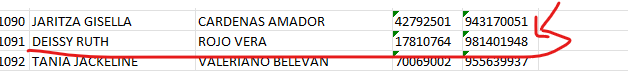 1090 JARITZA GISELLA CARDENAS AMADOR 42792501 943170051
1091 DEISSY RUTH ROJO VERA 17810764 981401948
1092 TANIA JACKELINE VALERIANO BELEVAN 70069002 955639937